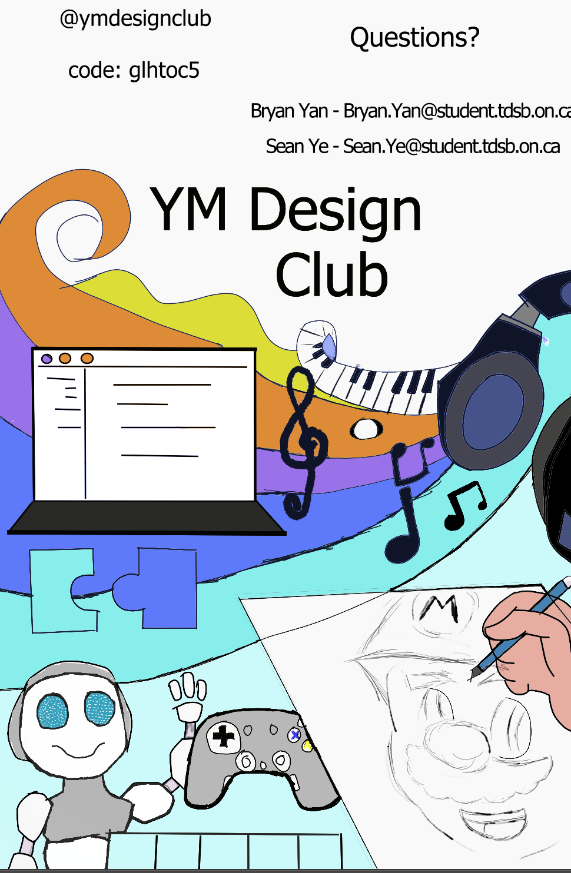 @ymdesignclub
code: glhtoc5
Questions?
Bryan Yan - Bryan.Yan@student.tdsb.on.ca
Sean Ye - Sean.Ye@student.tdsb.on.ca
YM Design
Club
M
X
Y